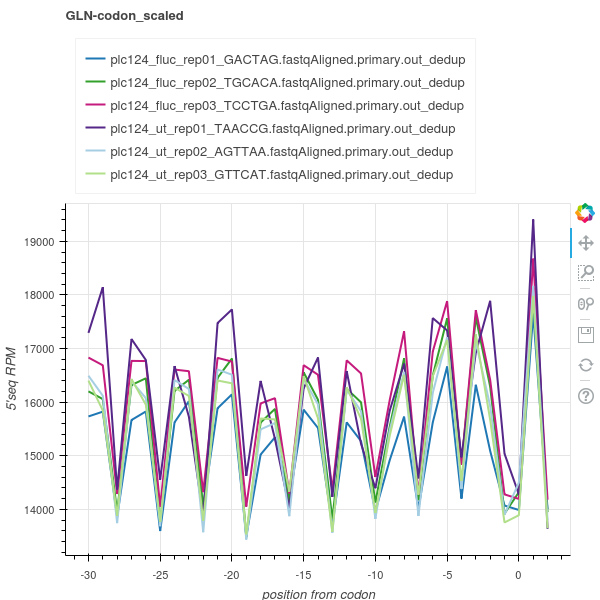 GLN-codon_scaled
plc124_fluc_rep01_GACTAG.fastqAligned.primary.out_dedup
plc124_fluc_rep02_TGCACA.fastqAligned.primary.out_dedup
plc124_fluc_rep03_TCCTGA.fastqAligned.primary.out_dedup
plc124_ut_rep01_TAACCG.fastqAligned.primary.out_dedup
plc124_ut_rep02_AGTTAA.fastqAligned.primary.out_dedup
plc124_ut_rep03_GTTCAT.fastqAligned.primary.out_dedup
19000
18000
17000
16000
15000
14000
5'seq RPM
-30 -25 -20 -15 -10 -5 0
position from codon